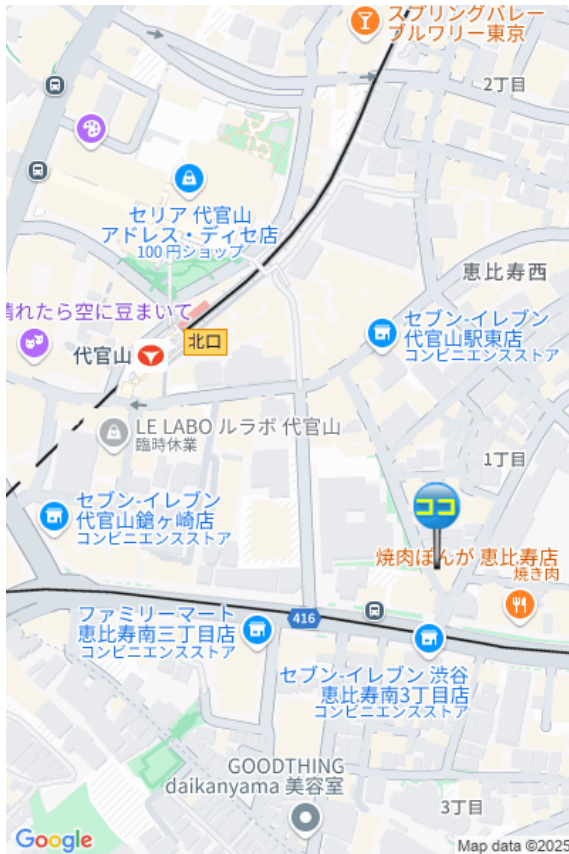 スプリングバレー
ブルワリー東京
2丁目
セリア 代官山
アドレス・ディセ店
100 円ショップ
恵比寿西
晴れたら空に豆まいて
セブン-イレブン
代官山駅東店
コンビニエンスストア
北口
代官山
LE LABO ルラボ 代官山
臨時休業
1丁目
セブン-イレブン
代官山鎗ヶ崎店
コンビニエンスストア
ココ
焼肉ぽんが 恵比寿店
焼き肉
ファミリーマート
恵比寿南三丁目店
コンビニエンスストア
416
セブン-イレブン 渋谷
恵比寿南3丁目店
コンビニエンスストア
GOODTHING
daikanyama 美容室
3丁目
Google
Map data ©2025